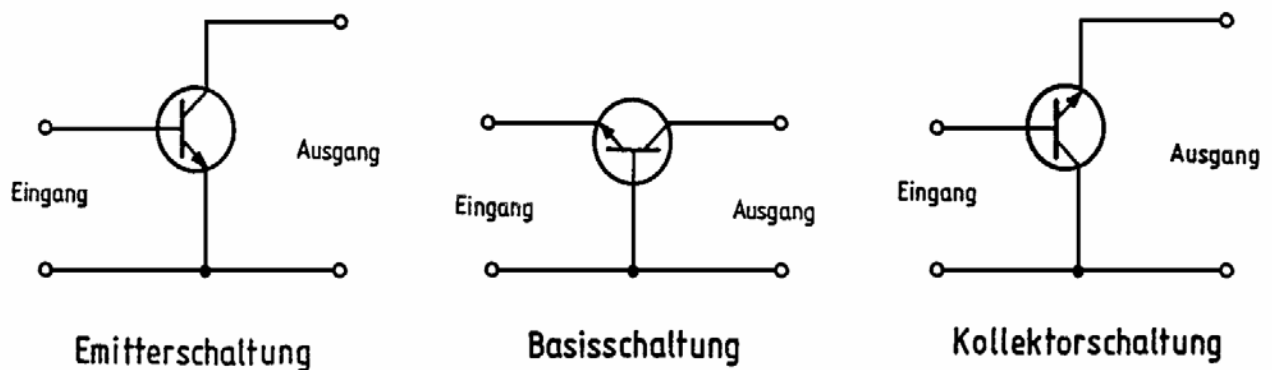 Eingang
Ausgang
Emitterschaltung
Eingang
Ausgang
Basisschaltung
Eingang
Ausgang
Kollektorschaltung